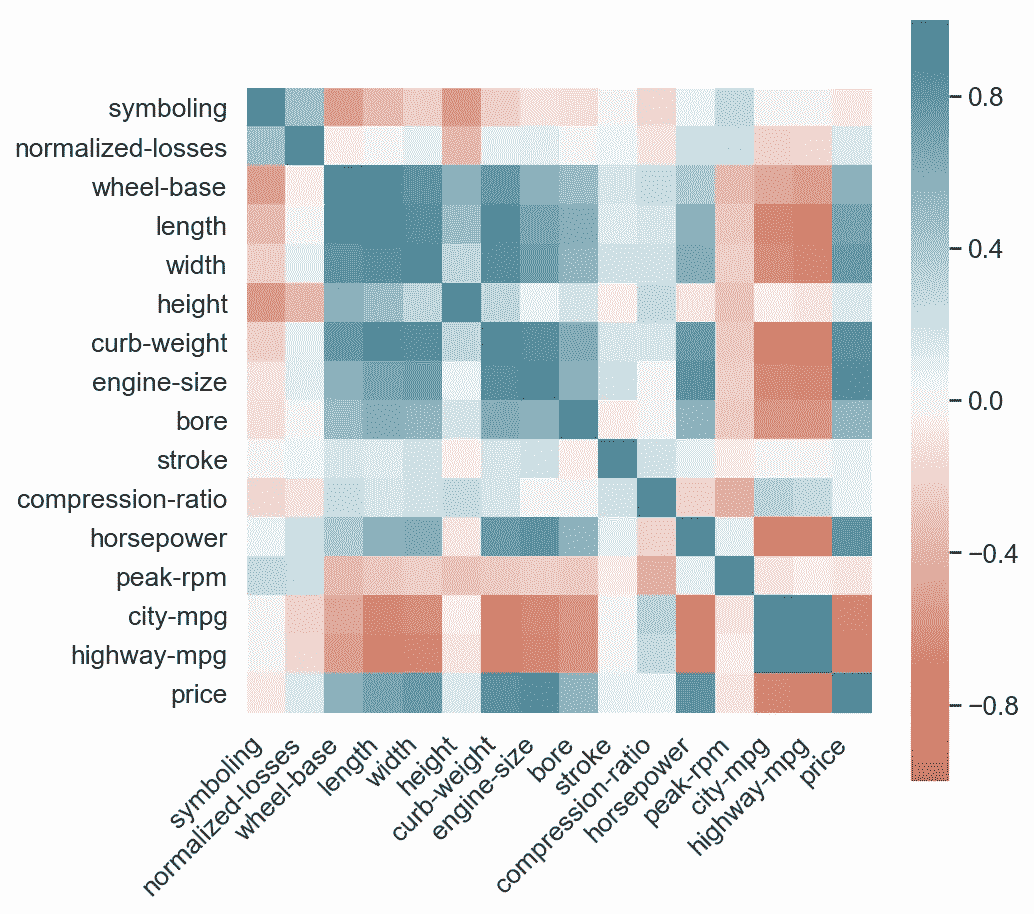 symboling
normalized-losses
wheel-base
length
width
height
curb-weight
engine-size
bore
stroke
compression-ratio
horsepower
peak-rpm
city-mpg
highway-mpg
price
symboling
normalized-losses
wheel-base
length
width
height
curb-weight
engine-size
bore
stroke
compression-ratio
horsepower
peak-rpm
city-mpg
highway-mpg
price
0.8
0.4
0.0
−0.4
−0.8